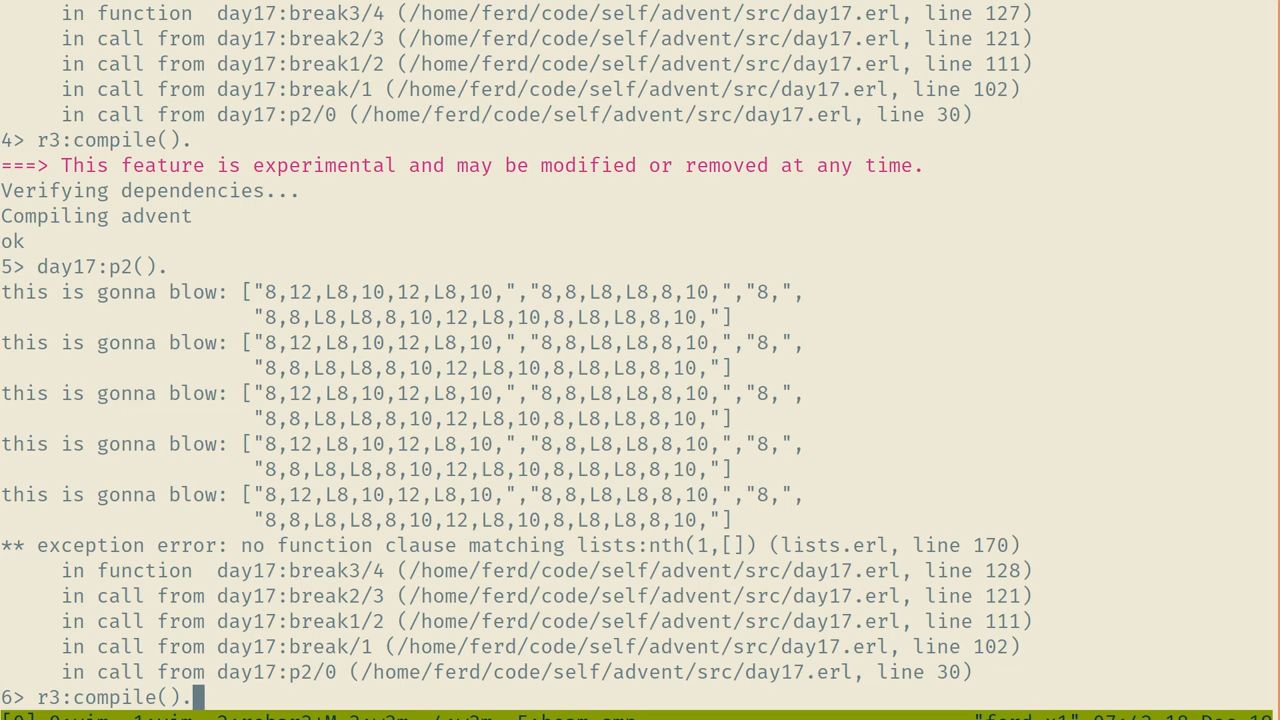 in function  day17:break3/4 (/home/ferd/code/self/advent/src/day17.erl, line 127)
     in call from day17:break2/3 (/home/ferd/code/self/advent/src/day17.erl, line 121)
     in call from day17:break1/2 (/home/ferd/code/self/advent/src/day17.erl, line 111)
     in call from day17:break/1 (/home/ferd/code/self/advent/src/day17.erl, line 102)
     in call from day17:p2/0 (/home/ferd/code/self/advent/src/day17.erl, line 30)
4> r3:compile().
===> This feature is experimental and may be modified or removed at any time.
Verifying dependencies...
Compiling advent
ok
5> day17:p2().
this is gonna blow: ["8,12,L8,10,12,L8,10,","8,8,L8,L8,8,10,","8,",
                     "8,8,L8,L8,8,10,12,L8,10,8,L8,L8,8,10,"]
this is gonna blow: ["8,12,L8,10,12,L8,10,","8,8,L8,L8,8,10,","8,",
                     "8,8,L8,L8,8,10,12,L8,10,8,L8,L8,8,10,"]
this is gonna blow: ["8,12,L8,10,12,L8,10,","8,8,L8,L8,8,10,","8,",
                     "8,8,L8,L8,8,10,12,L8,10,8,L8,L8,8,10,"]
this is gonna blow: ["8,12,L8,10,12,L8,10,","8,8,L8,L8,8,10,","8,",
                     "8,8,L8,L8,8,10,12,L8,10,8,L8,L8,8,10,"]
this is gonna blow: ["8,12,L8,10,12,L8,10,","8,8,L8,L8,8,10,","8,",
                     "8,8,L8,L8,8,10,12,L8,10,8,L8,L8,8,10,"]
** exception error: no function clause matching lists:nth(1,[]) (lists.erl, line 170)
     in function  day17:break3/4 (/home/ferd/code/self/advent/src/day17.erl, line 128)
     in call from day17:break2/3 (/home/ferd/code/self/advent/src/day17.erl, line 121)
     in call from day17:break1/2 (/home/ferd/code/self/advent/src/day17.erl, line 111)
     in call from day17:break/1 (/home/ferd/code/self/advent/src/day17.erl, line 102)
     in call from day17:p2/0 (/home/ferd/code/self/advent/src/day17.erl, line 30)
6> r3:compile().